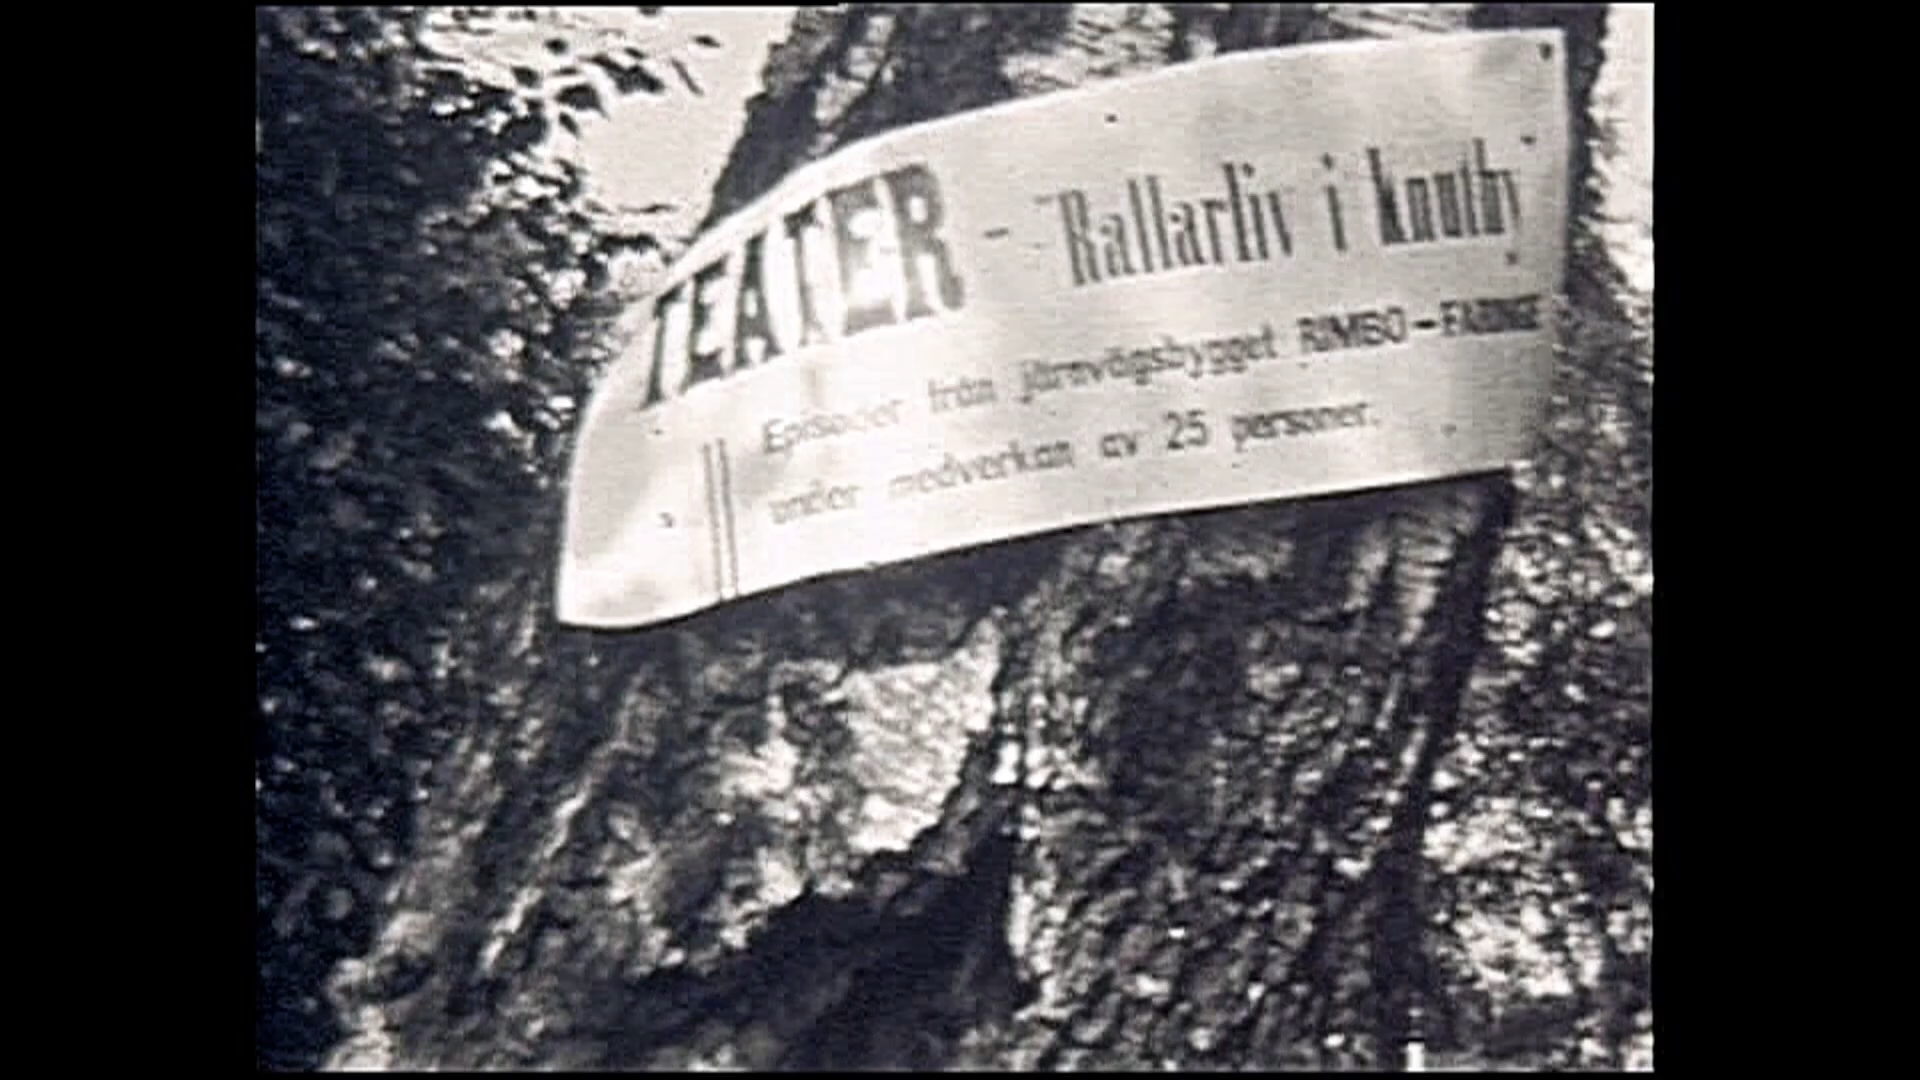 TEATER - "Rallarliv i knutby"
Episoder från järnvägsbygget RIMBO-FARINGE
under medverkan av 25 personer.